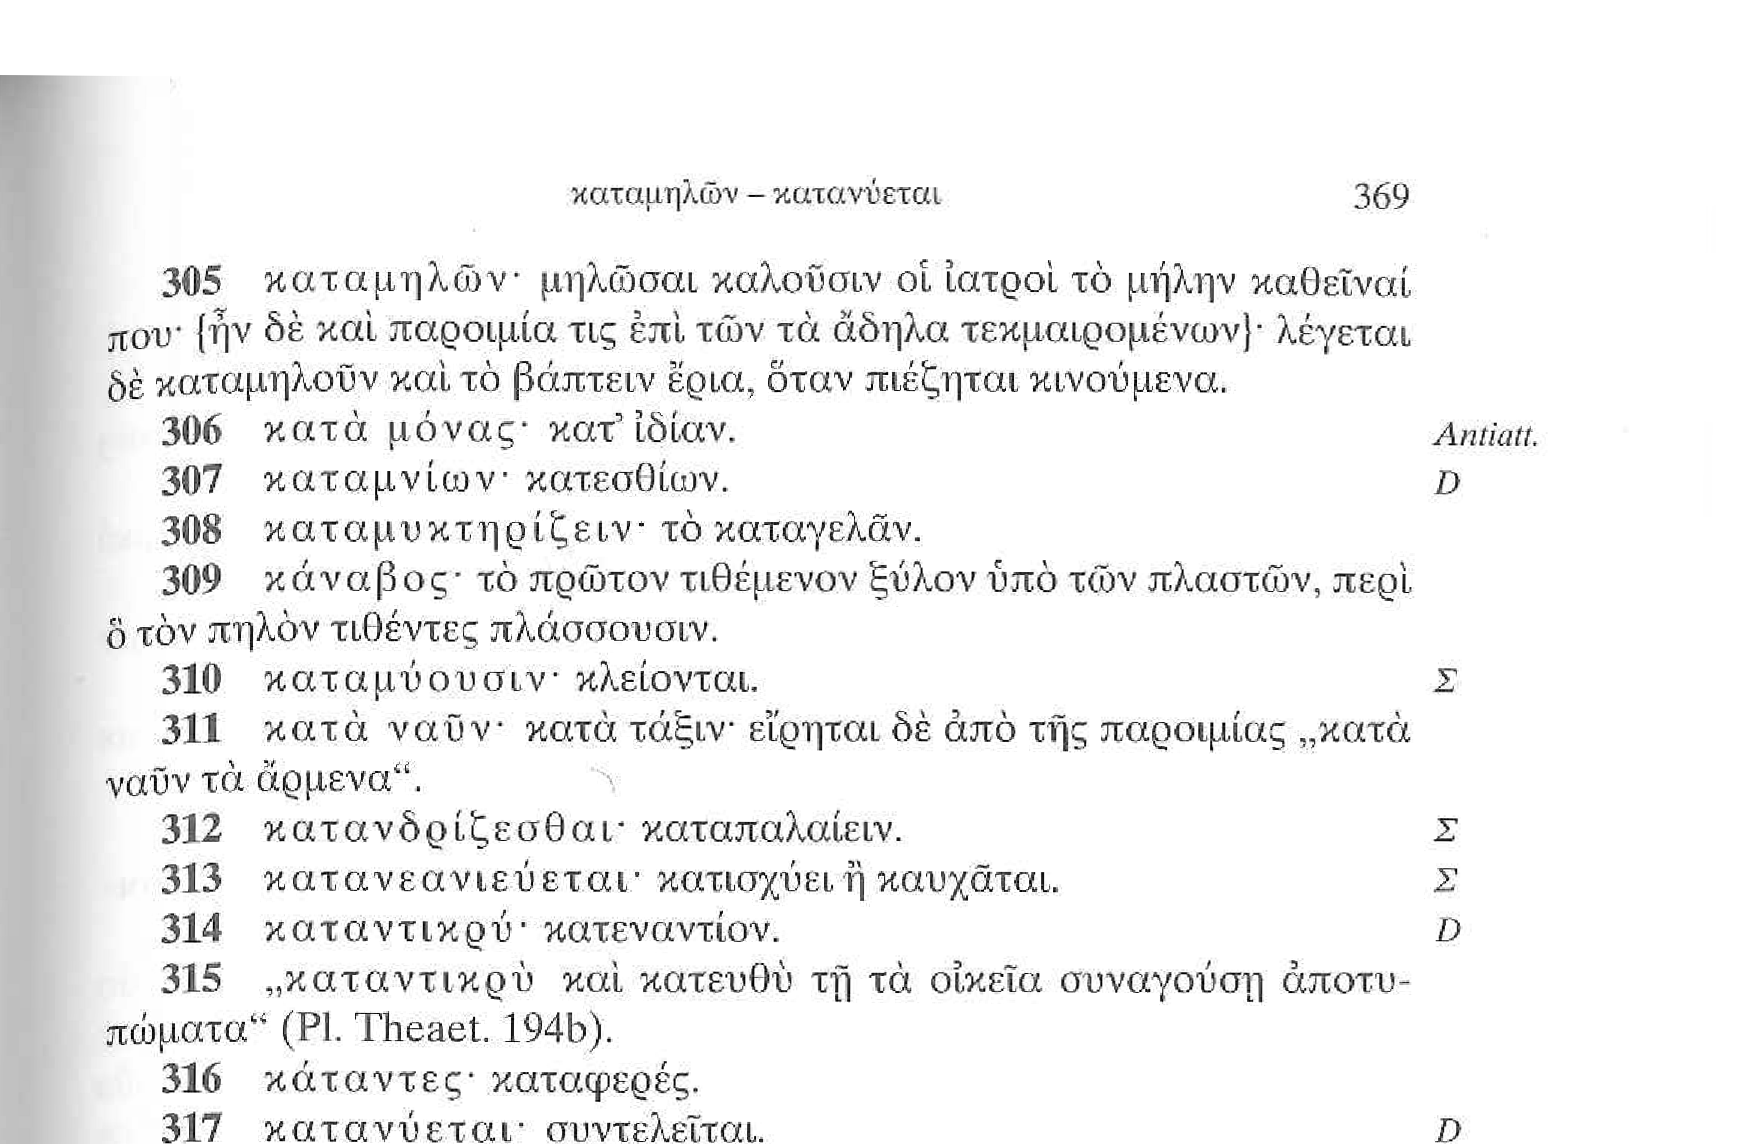 καταμηλῶν – κατανύεται 369
305 καταμηλῶν· μηλῶσαι καλοῦσιν οἱ ἰατροὶ τὸ μήλην καθεῖναί
που· {ἦν δὲ καὶ παροιμία τις ἐπὶ τῶν τὰ ἄδηλα τεκμαιρομένων}· λέγεται
δὲ καταμηλοῦν καὶ τὸ βάπτειν ἔρια, ὅταν πιέζηται κινούμενα.
306 κατὰ μόνας· κατ’ ἰδίαν. Antiatt.
307 καταμνίων· κατεσθίων. D
308 καταμυκτηρίζειν· τὸ καταγελᾶν.
309 κάναβος· τὸ πρῶτον τιθέμενον ξύλον ὑπὸ τῶν πλαστῶν, περὶ
ὃ τὸν πηλὸν τιθέντες πλάσσουσιν.
310 καταμύουσιν· κλείονται. Σ
311 κατὰ ναῦν· κατὰ τάξιν· εἴρηται δὲ ἀπὸ τῆς παροιμίας „κατὰ
ναῦν τὰ ἄρμενα“.
312 κατανδρίζεσθαι· καταπαλαίειν. Σ
313 κατανεανιεύεται· κατισχύει ἢ καυχᾶται. Σ
314 καταντικρύ· κατεναντίον. D
315 „καταντικρὺ καὶ κατευθὺ τῇ τὰ οἰκεῖα συναγούσῃ ἀποτυ-
πώματα“ (Pl. Theaet. 194b).
316 κάταντες· καταφερές.
317 κατανύεται· συντελεῖται. D